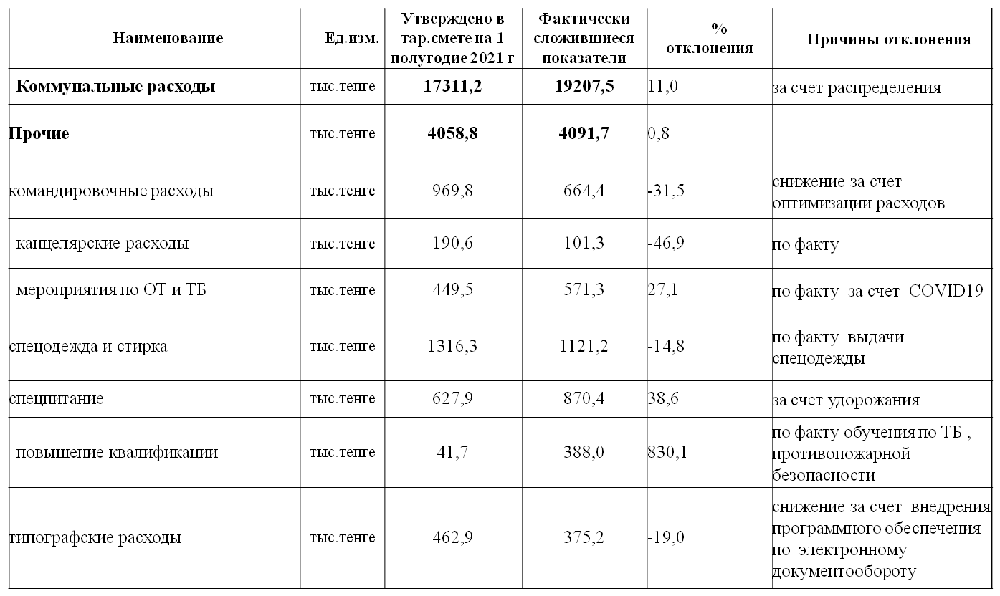 Наименование
Ед.изм.
Утверждено в
тар.смете на 1
полугодие 2021 г
Фактически
сложившиеся
показатели
%
отклонения
Причины отклонения
Коммунальные расходы
тыс.тенге
17311,2
19207,5
11,0
за счет распределения
Прочие
тыс.тенге
4058,8
4091,7
0,8
командировочные расходы
тыс.тенге
969,8
664,4
-31,5
снижение за счет
оптимизации расходов
канцелярские расходы
тыс.тенге
190,6
101,3
-46,9
по факту
мероприятия по ОТ и ТБ
тыс.тенге
449,5
571,3
27,1
по факту за счет COVID19
спецодежда и стирка
тыс.тенге
1316,3
1121,2
-14,8
по факту выдачи
спецодежды
спецпитание
тыс.тенге
627,9
870,4
38,6
за счет удорожания
повышение квалификации
тыс.тенге
41,7
388,0
830,1
по факту обучения по ТБ ,
противопожарной
безопасности
типографские расходы
тыс.тенге
462,9
375,2
-19,0
снижение за счет внедрения
программного обеспечения
по электронному
документообороту